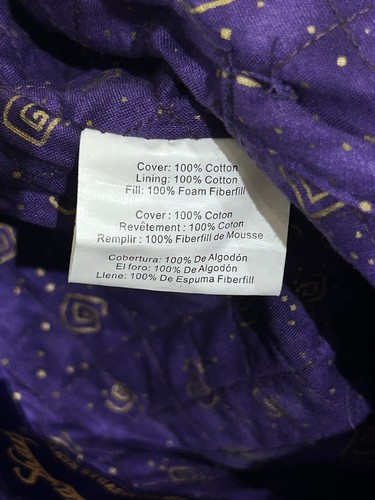 Cover: 100% Cotton
Lining: 100% Cotton
Fill: 100% Foam Fiberfill
Cover : 100% Coton
Revêtement : 100% Coton
Remplir : 100% Fiberfill de Mousse
Cobertura: 100% De Algodón
El foro: 100% De Algodón
Llene: 100% De Espuma Fiberfill